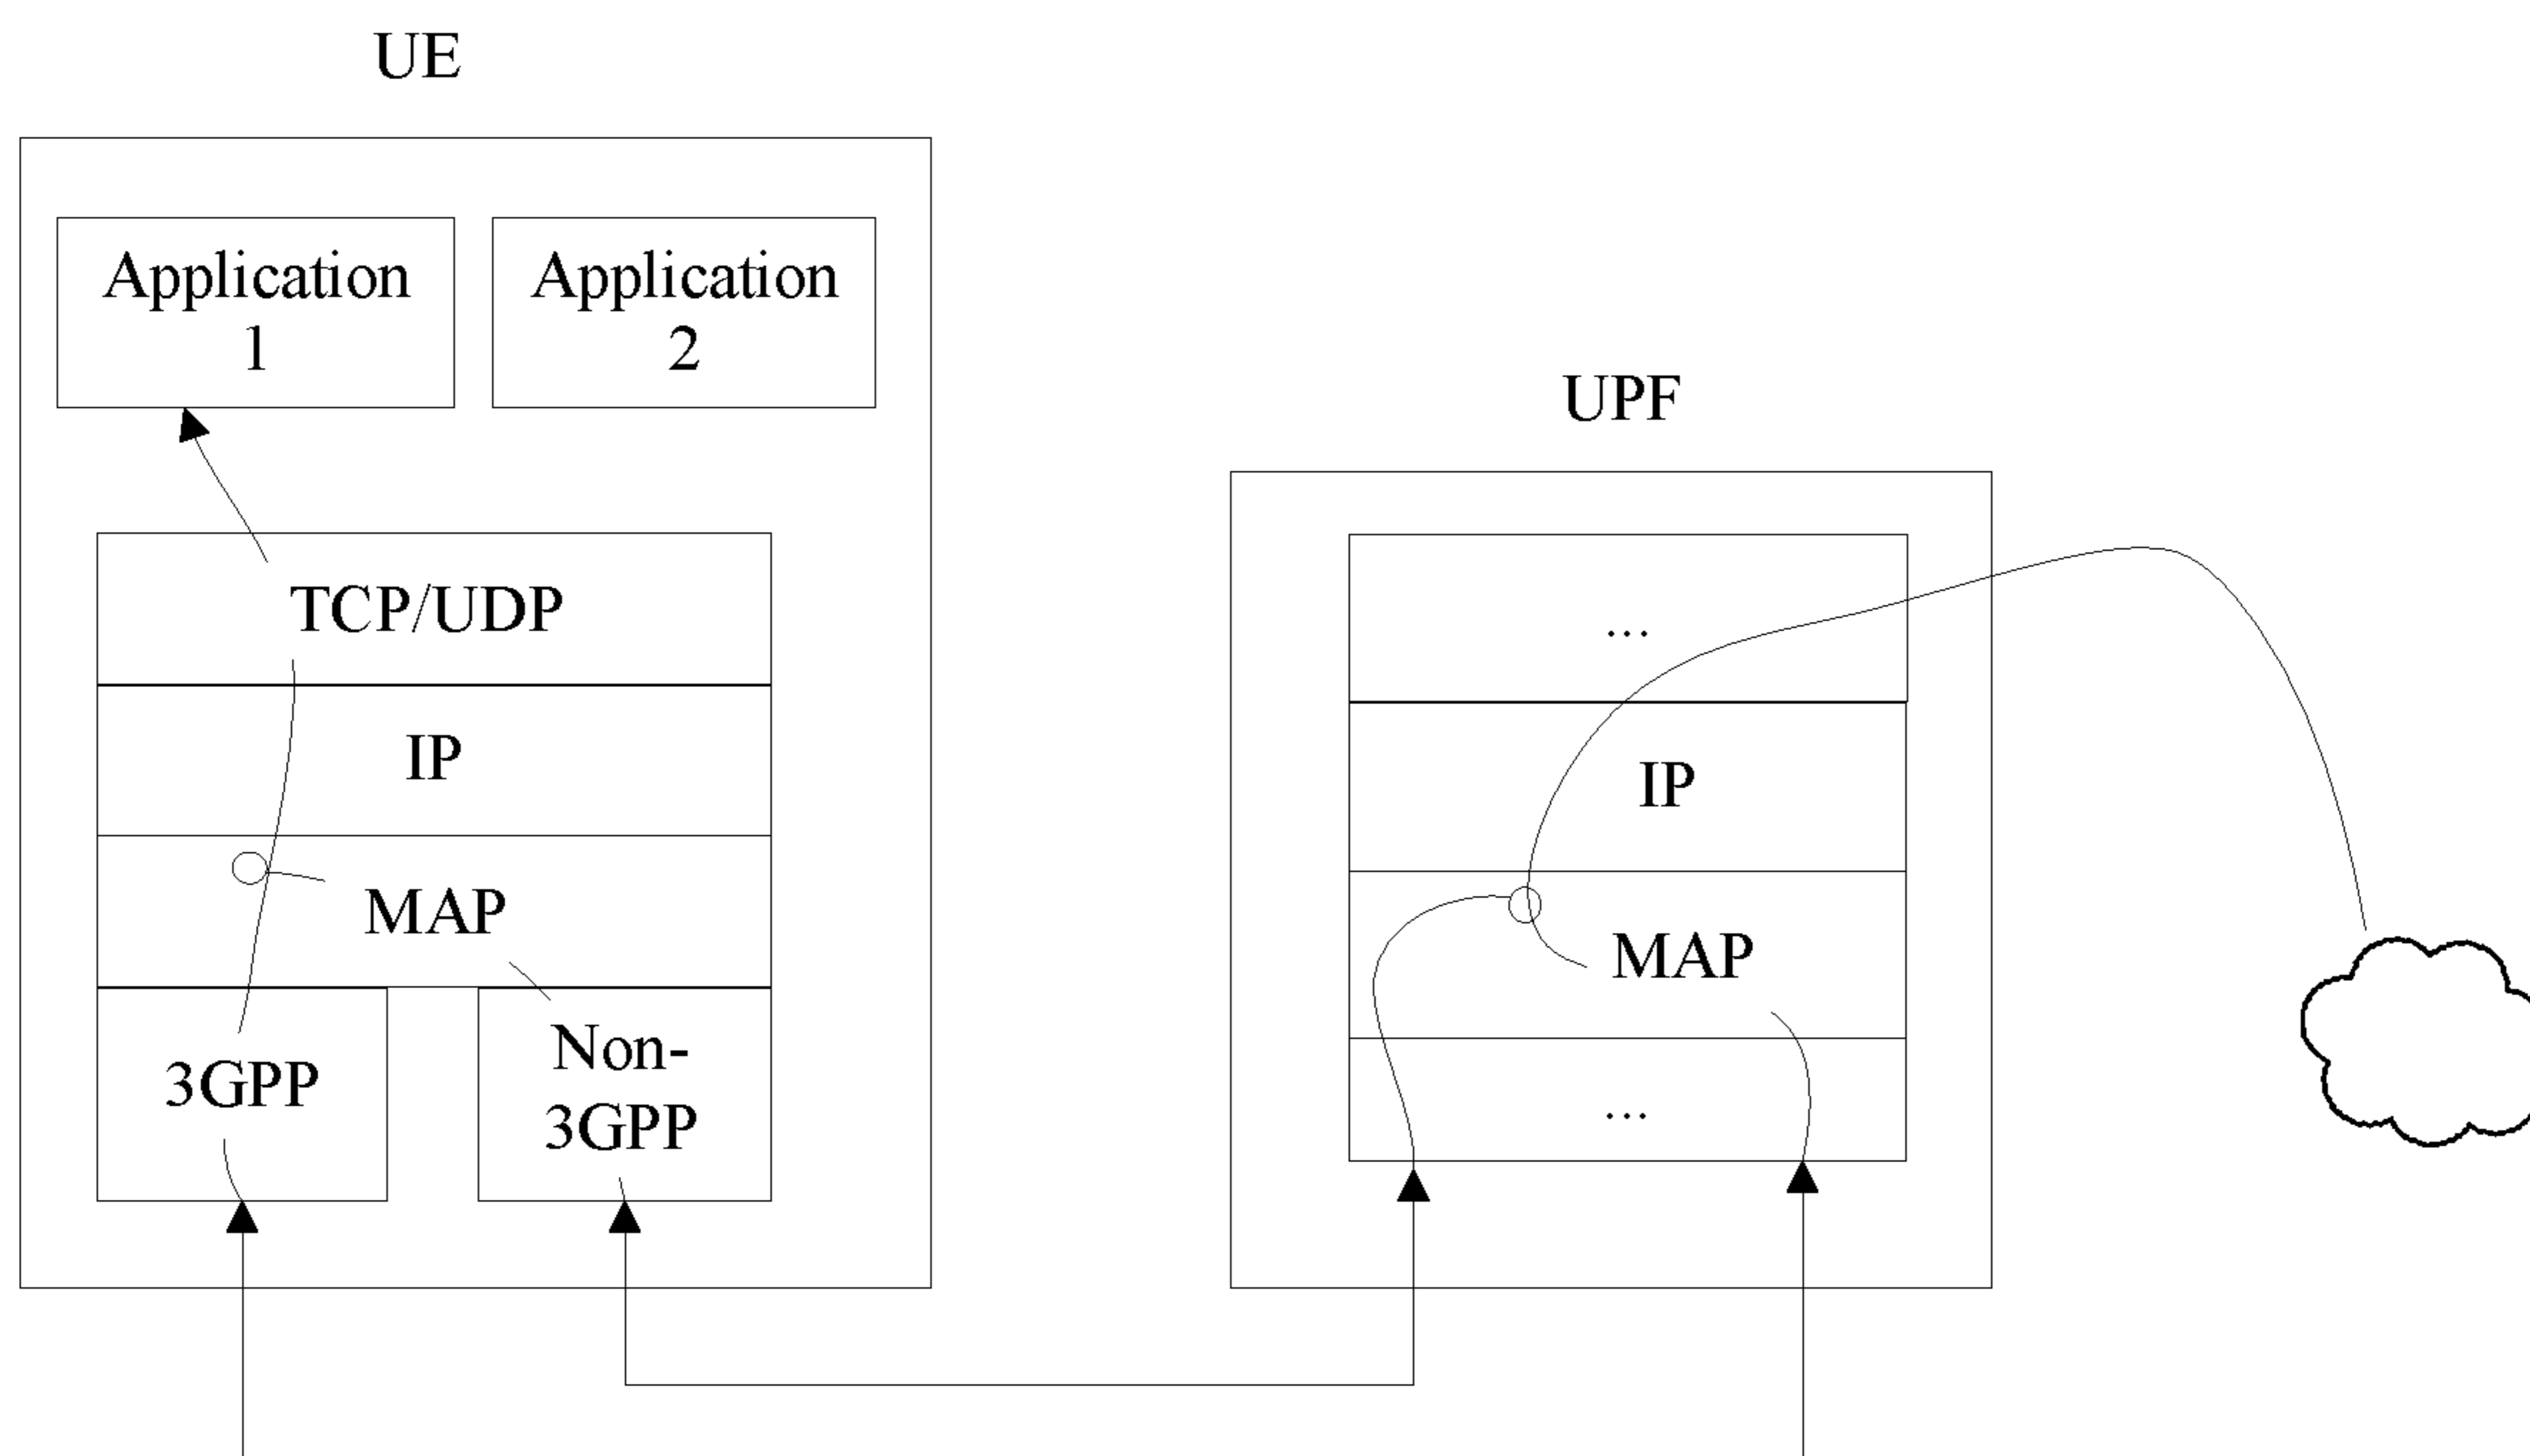 UE
Application
1
Application
2
TCP/UDP
IP
MAP
3GPP
Non-
3GPP
UPF
...
IP
MAP
...